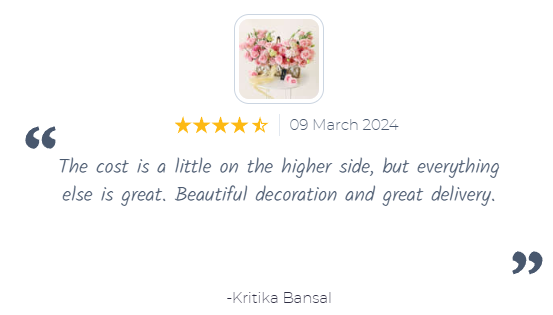 09 March 2024
“
The cost is a little on the higher side, but everything
else is great. Beautiful decoration and great delivery.
”
-Kritika Bansal